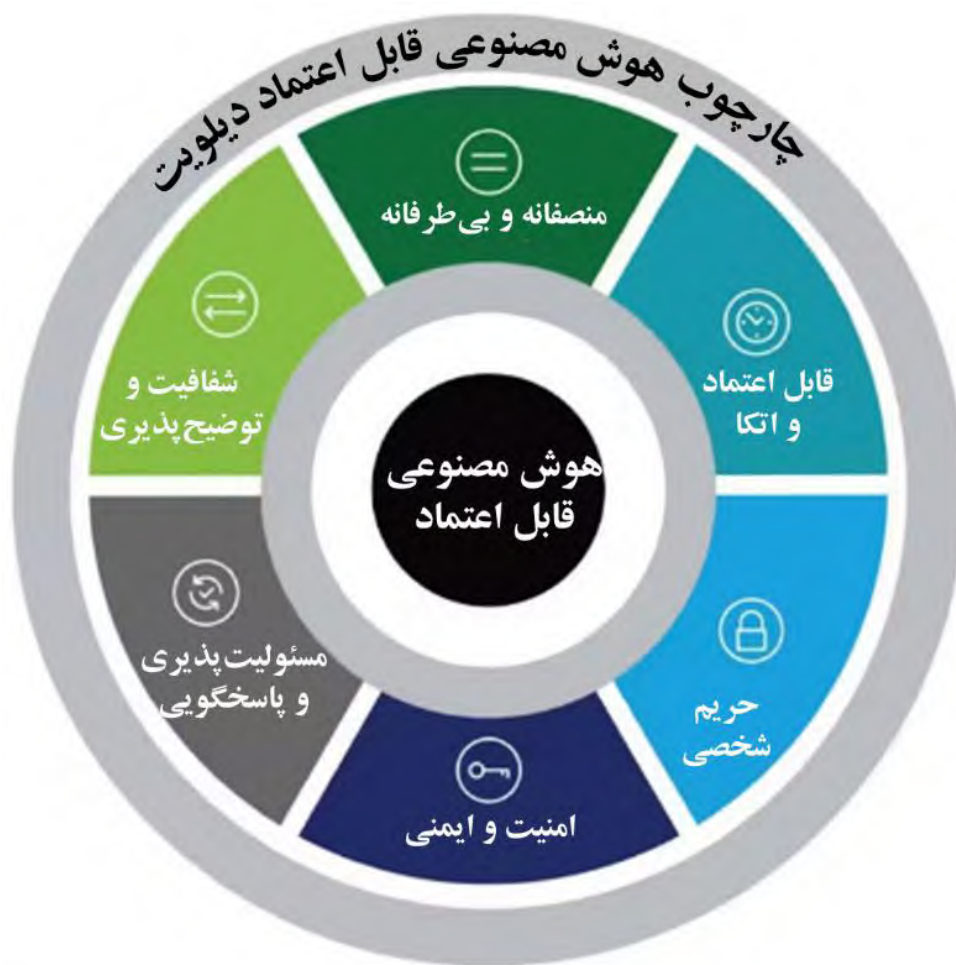 چارچوب هوش مصنوعی قابل اعتماد دیلویت
منصفانه و بی‌طرفانه
قابل اعتماد
و اتکا
حریم
شخصی
امنیت و ایمنی
مسئولیت‌پذیری
و پاسخگویی
شفافیت و
توضیح‌پذیری
هوش مصنوعی
قابل اعتماد